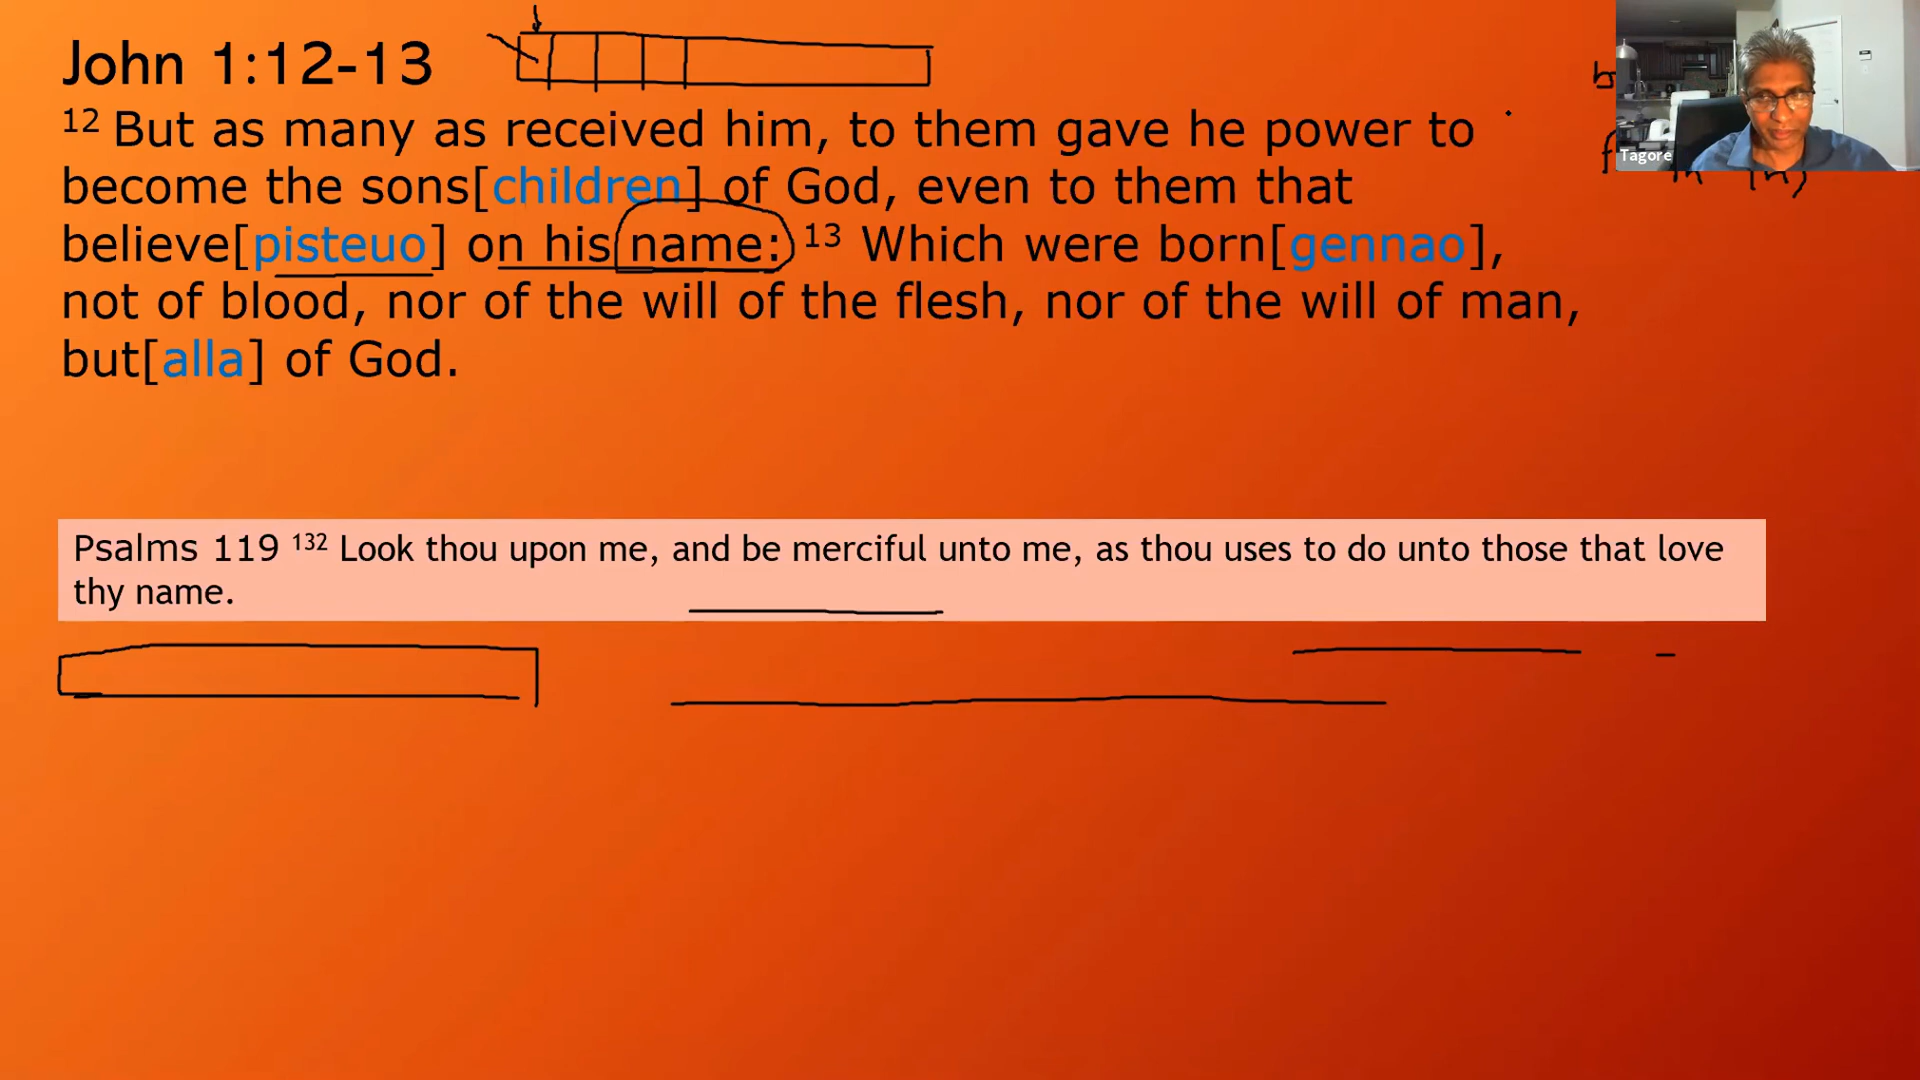 John 1:12-13
12 But as many as received him, to them gave he power to
become the sons[children] of God, even to them that
believe[pisteuo] on his name: 13 Which were born[gennao],
not of blood, nor of the will of the flesh, nor of the will of man,
but[alla] of God.
Tagore
Psalms 119 132 Look thou upon me, and be merciful unto me, as thou uses to do unto those that love
thy name.